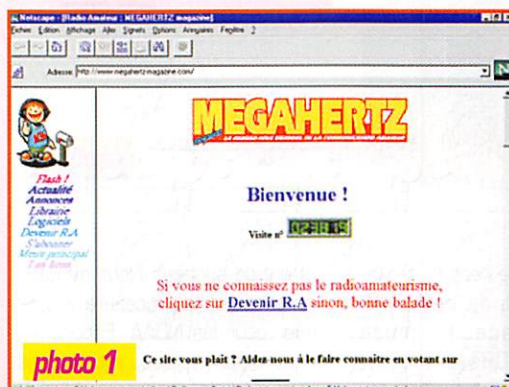 Netscape - [Radio Amateur : MEGAHERTZ magazine]
Fichier Édition Affichage Aller Signets Options Annuaires Fenêtre ?
Adresse: http://www.megahertz-magazine.com/
MEGAHERTZ
Flash !
Actualité
Annonces
Librairie
Logiciels
Devenir R.A
S'abonner
Menu principal
Bienvenue !
Visite n°
Si vous ne connaissez pas le radioamateurisme,
cliquez sur Devenir R.A sinon, bonne balade !
photo 1
Ce site vous plait ? Aidez-nous à le faire connaitre en votant sur